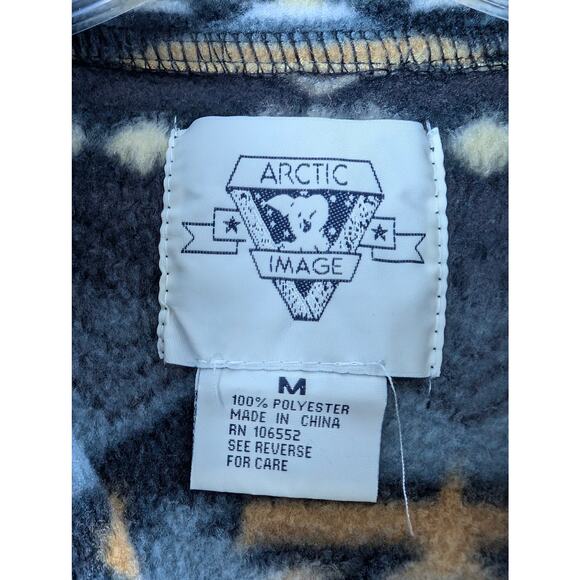 ARCTIC
IMAGE
M
100% POLYESTER
MADE IN CHINA
RN 106552
SEE REVERSE
FOR CARE